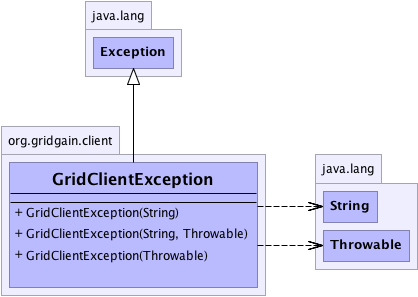 java.lang
Exception
org.gridgain.client
GridClientException
+ GridClientException(String)
+ GridClientException(String, Throwable)
+ GridClientException(Throwable)
java.lang
String
Throwable